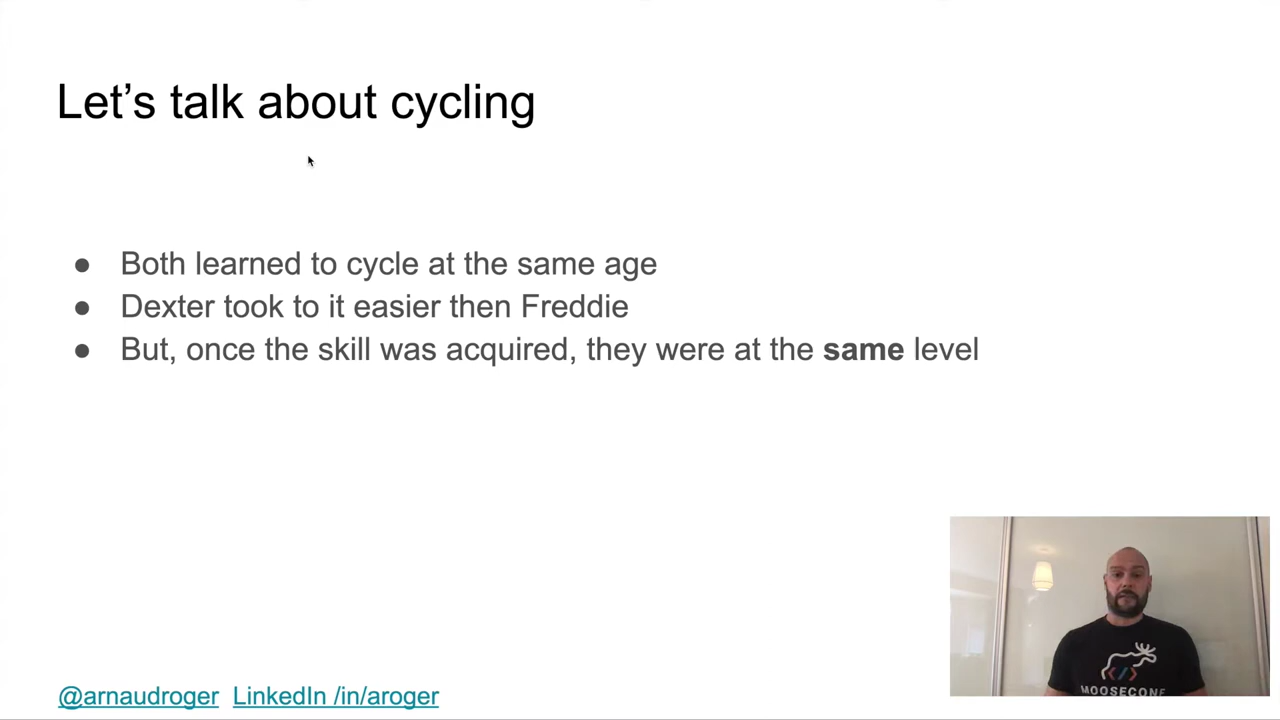 Let’s talk about cycling
● Both learned to cycle at the same age
● Dexter took to it easier then Freddie
● But, once the skill was acquired, they were at the same level
@arnaudroger LinkedIn /in/aroger
MOOSECONF